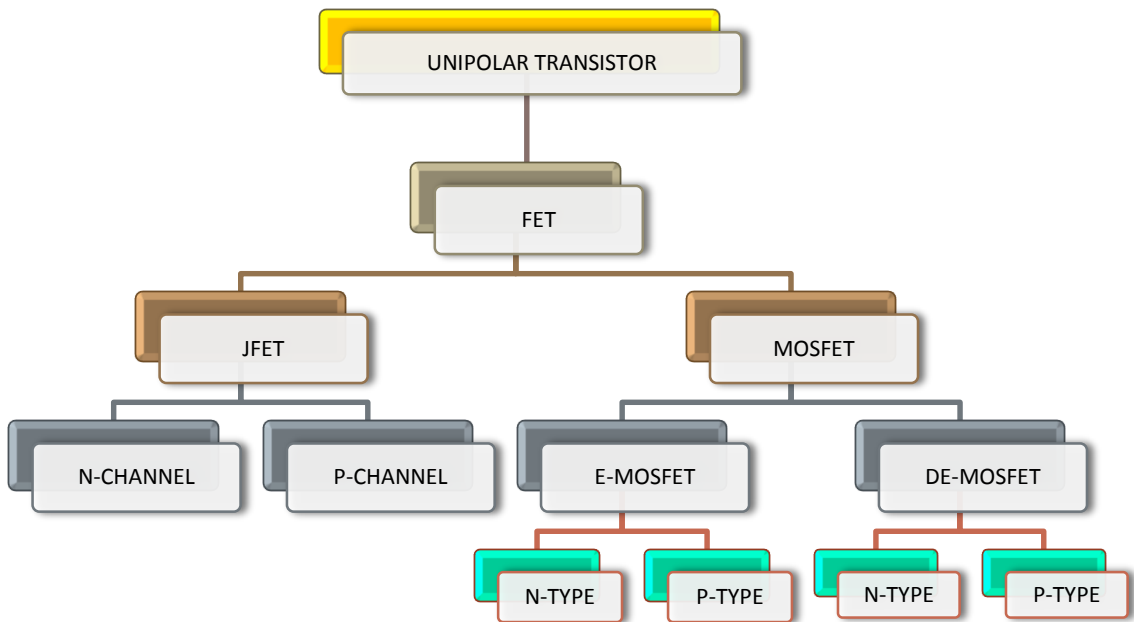 UNIPOLAR TRANSISTOR
FET
JFET
MOSFET
N-CHANNEL
P-CHANNEL
E-MOSFET
DE-MOSFET
N-TYPE
P-TYPE
N-TYPE
P-TYPE